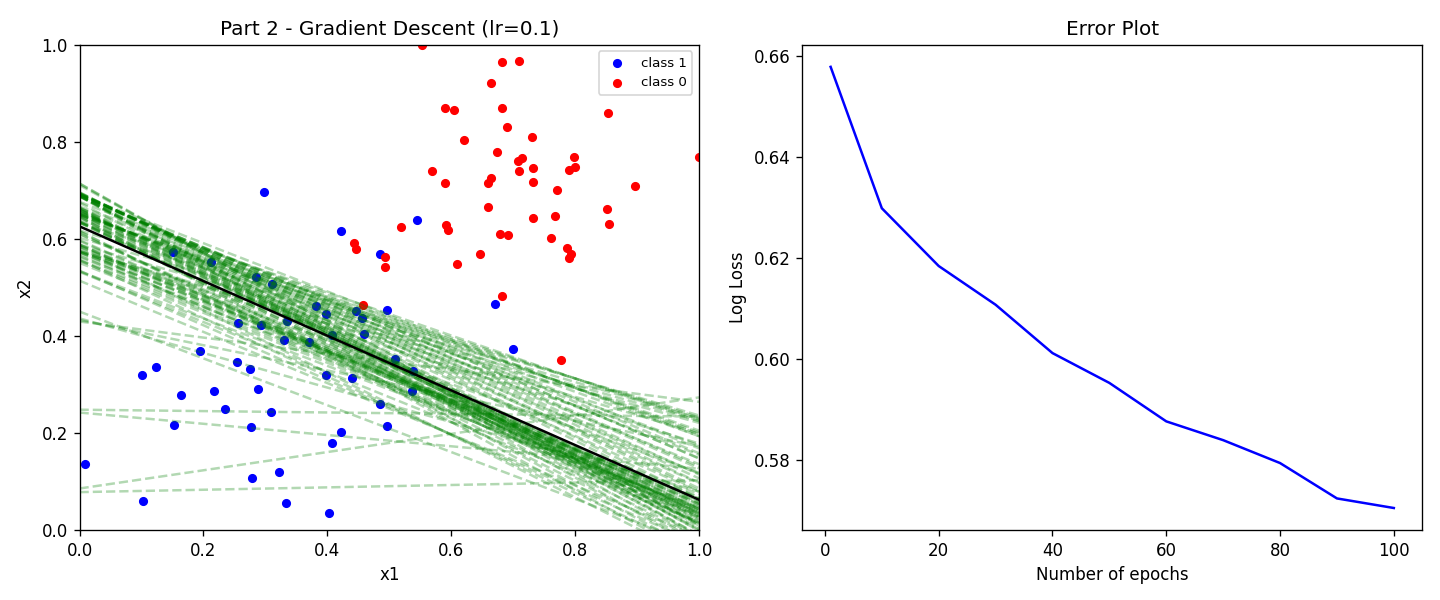 Part 2 - Gradient Descent (lr=0.1)
class 1
class 0
1.0
0.8
0.6
0.4
0.2
0.0
x2
0.0 0.2 0.4 0.6 0.8 1.0
x1
Error Plot
0.66
0.64
0.62
0.60
0.58
Log Loss
0 20 40 60 80 100
Number of epochs